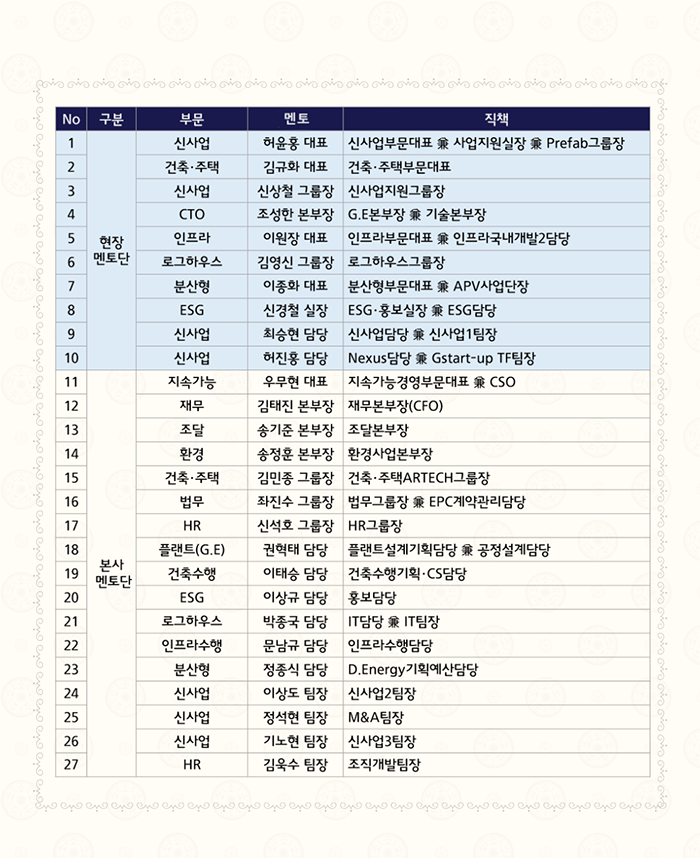 No 구분 부문 멘토 직책
1 신사업 허윤홍 대표 신사업부문대표 兼 사업지원실장 兼 Prefab그룹장
2 건축·주택 김규화 대표 건축·주택부문대표
3 신사업 신상철 그룹장 신사업지원그룹장
4 CTO 조성한 본부장 G.E본부장 兼 기술본부장
5 인프라 이원장 대표 인프라부문대표 兼 인프라국내개발2담당
현장
멘토단
6 로그하우스 김영신 그룹장 로그하우스그룹장
7 분산형 이종화 대표 분산형부문대표 兼 APV사업단장
8 ESG 신경철 실장 ESG·홍보실장 兼 ESG담당
9 신사업 최승현 담당 신사업담당 兼 신사업1팀장
10 신사업 허진홍 담당 Nexus담당 兼 Gstart-up TF팀장
11 지속가능 우무현 대표 지속가능경영부문대표 兼 CSO
12 재무 김태진 본부장 재무본부장(CFO)
13 조달 송기준 본부장 조달본부장
14 환경 송정훈 본부장 환경사업본부장
15 건축·주택 김민종 그룹장 건축·주택ARTECH그룹장
16 법무 좌진수 그룹장 법무그룹장 兼 EPC계약관리담당
17 HR 신석호 그룹장 HR그룹장
18 플랜트(G.E) 권혁태 담당 플랜트설계기획담당 兼 공정설계담당
본사
멘토단
19 건축수행 이태승 담당 건축수행기획·CS담당
20 ESG 이상규 담당 홍보담당
21 로그하우스 박종국 담당 IT담당 兼 IT팀장
22 인프라수행 문남규 담당 인프라수행담당
23 분산형 정종식 담당 D.Energy기획예산담당
24 신사업 이상도 팀장 신사업2팀장
25 신사업 정석현 팀장 M&A팀장
26 신사업 기노현 팀장 신사업3팀장
27 HR 김욱수 팀장 조직개발팀장